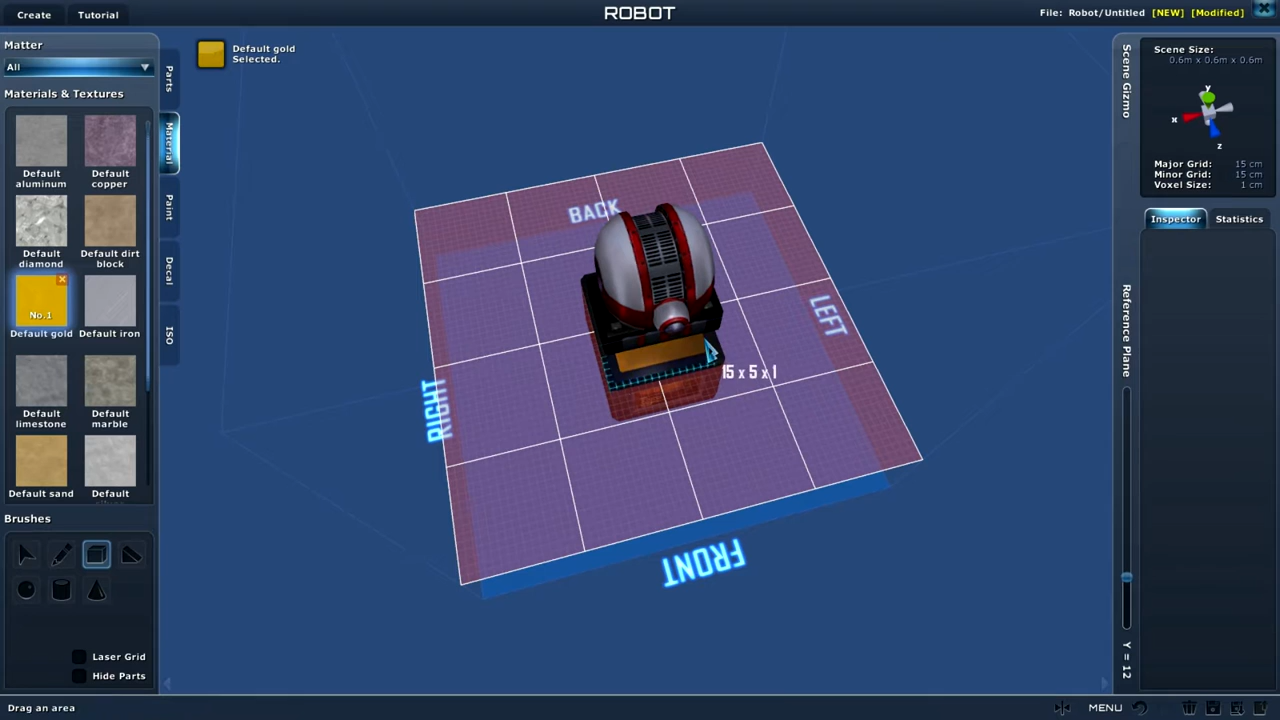 Create
Tutorial
ROBOT
File: Robot/Untitled [NEW] [Modified]
Matter
All
Materials & Textures
Default aluminum
Default copper
Default diamond
Default dirt block
No.1
Default gold
Default iron
Default limestone
Default marble
Default sand
Default
Brushes
Laser Grid
Hide Parts
Drag an area
Parts
Material
Paint
Decal
ISO
Default gold
Selected.
BACK
LEFT
RIGHT
FRONT
15 x 5 x 1
Scene Gizmo
Scene Size:
0.6m x 0.6m x 0.6m
y
x
z
Major Grid: 15 cm
Minor Grid: 15 cm
Voxel Size: 1 cm
Inspector
Statistics
Reference Plane
Y = 12
MENU